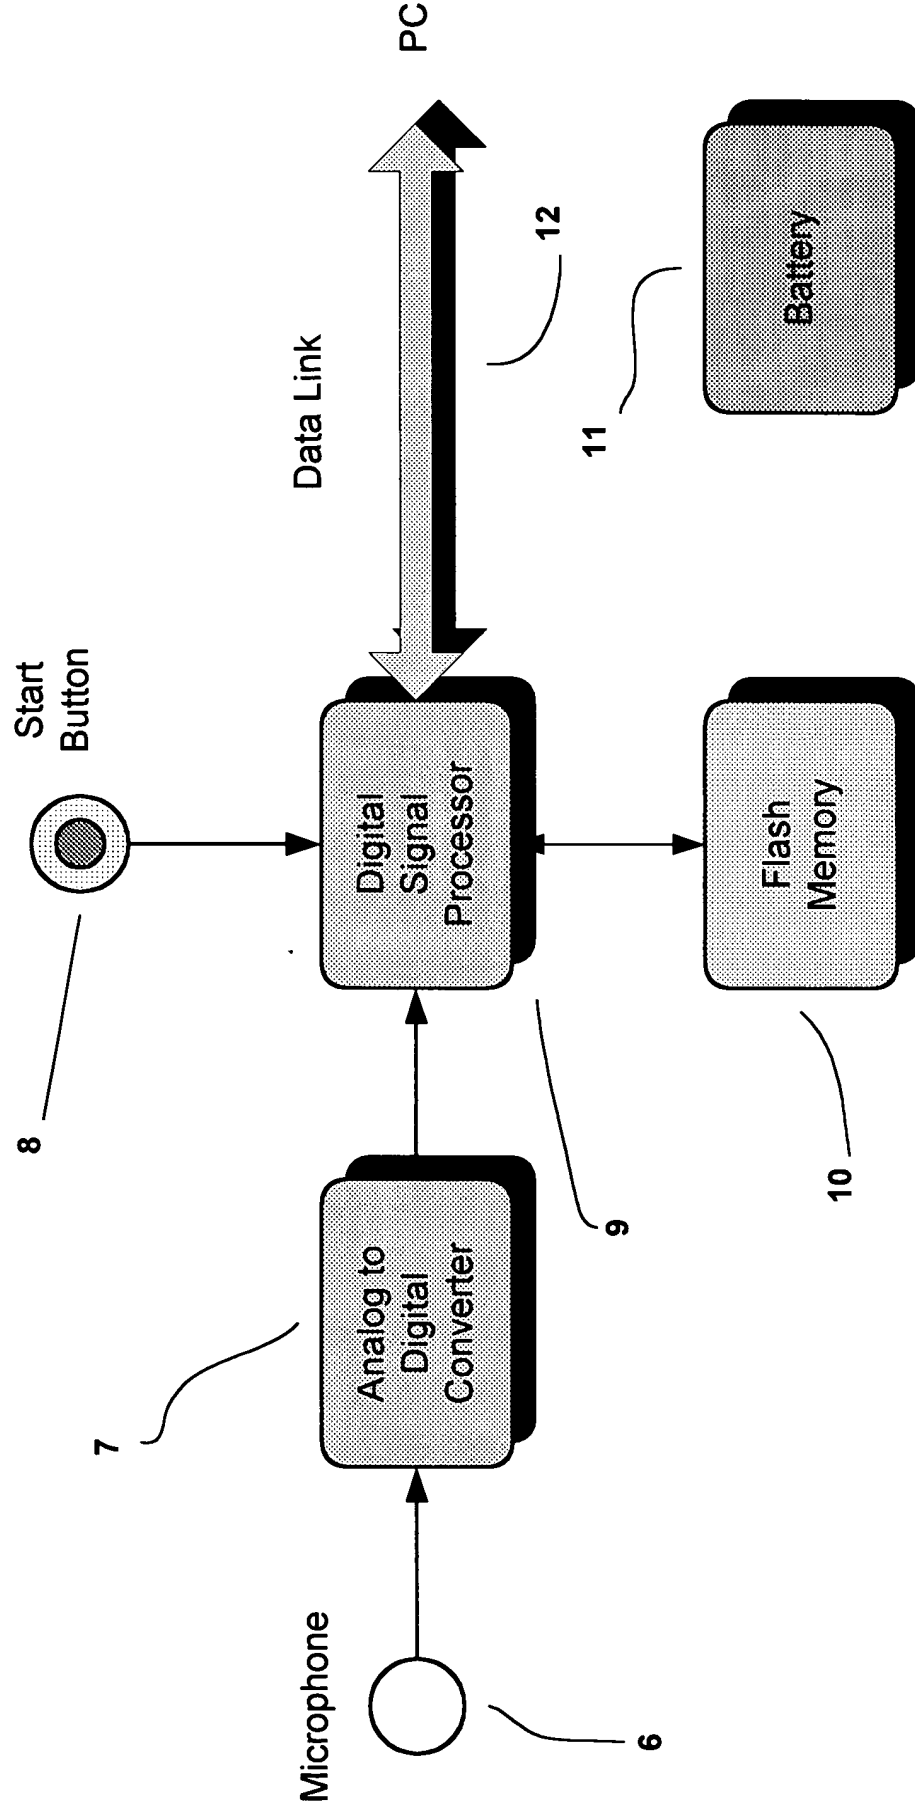 Start
Button
8
Microphone
6
7
Analog to
Digital
Converter
9
Digital
Signal
Processor
Data Link
PC
12
10
Flash
Memory
11
Battery